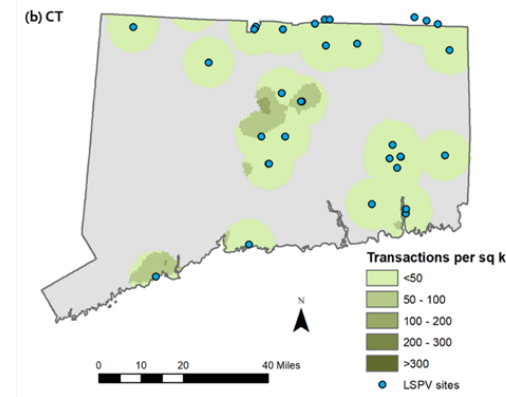 (b) CT
Transactions per sq k
<50
50 - 100
100 - 200
200 - 300
>300
LSPV sites
N
0 10 20 40 Miles